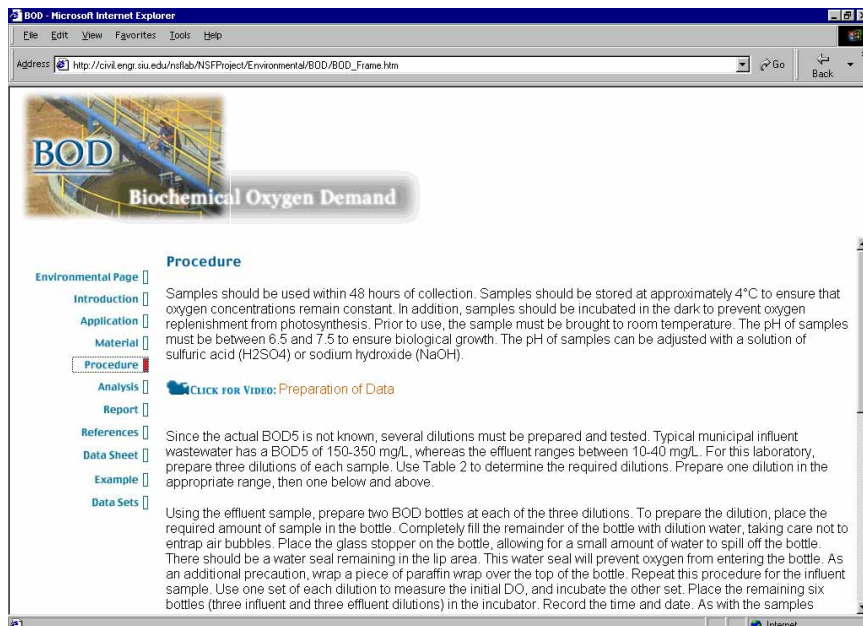 BOD - Microsoft Internet Explorer
File Edit View Favorites Tools Help
Address http://civil.engr.siu.edu/nsflab/NSFProject/Environmental/BOD/BOD_Frame.htm Go Back
BOD
Biochemical Oxygen Demand
Environmental Page
Introduction
Application
Material
Procedure
Analysis
Report
References
Data Sheet
Example
Data Sets
Procedure
Samples should be used within 48 hours of collection. Samples should be stored at approximately 4°C to ensure that
oxygen concentrations remain constant. In addition, samples should be incubated in the dark to prevent oxygen
replenishment from photosynthesis. Prior to use, the sample must be brought to room temperature. The pH of samples
must be between 6.5 and 7.5 to ensure biological growth. The pH of samples can be adjusted with a solution of
sulfuric acid (H2SO4) or sodium hydroxide (NaOH).
CLICK FOR VIDEO: Preparation of Data
Since the actual BOD5 is not known, several dilutions must be prepared and tested. Typical municipal influent
wastewater has a BOD5 of 150-350 mg/L, whereas the effluent ranges between 10-40 mg/L. For this laboratory,
prepare three dilutions of each sample. Use Table 2 to determine the required dilutions. Prepare one dilution in the
appropriate range, then one below and above.
Using the effluent sample, prepare two BOD bottles at each of the three dilutions. To prepare the dilution, place the
required amount of sample in the bottle. Completely fill the remainder of the bottle with dilution water, taking care not to
entrap air bubbles. Place the glass stopper on the bottle, allowing for a small amount of water to spill off the bottle.
There should be a water seal remaining in the lip area. This water seal will prevent oxygen from entering the bottle. As
an additional precaution, wrap a piece of paraffin wrap over the top of the bottle. Repeat this procedure for the influent
sample. Use one set of each dilution to measure the initial DO, and incubate the other set. Place the remaining six
bottles (three influent and three effluent dilutions) in the incubator. Record the time and date. As with the samples
Internet